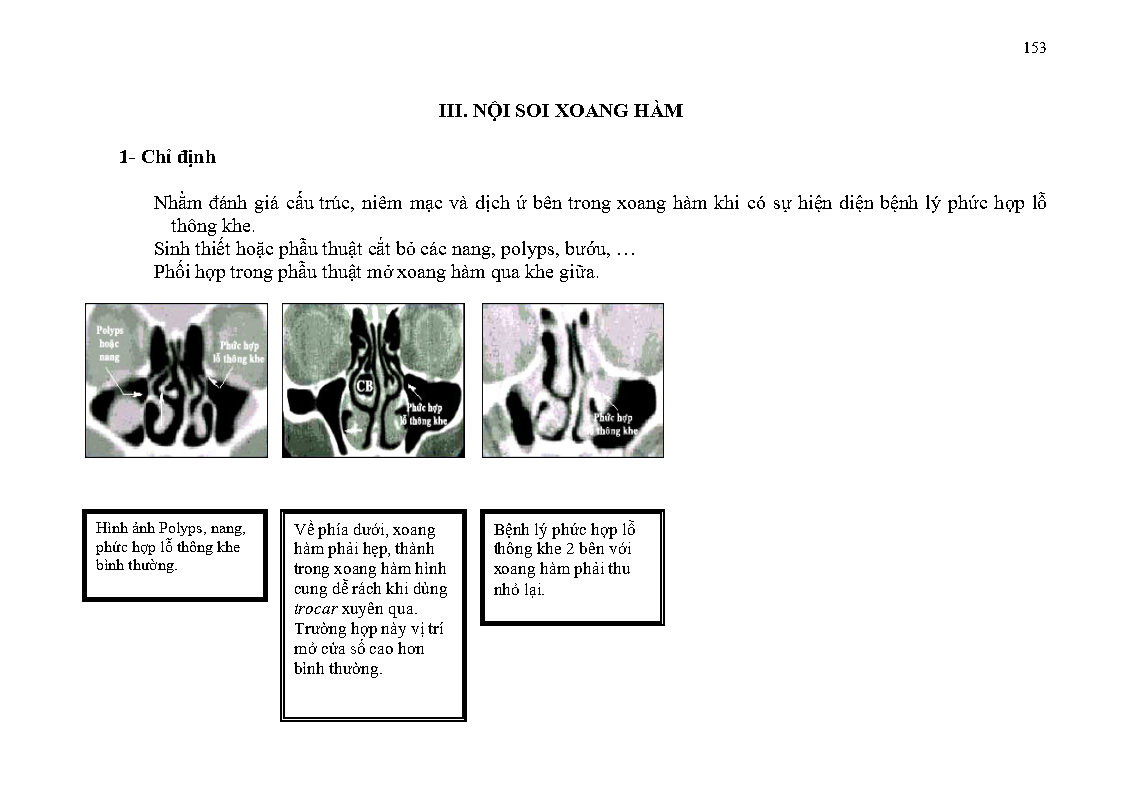 153
III. NỘI SOI XOANG HÀM
1- Chỉ định
Nhằm đánh giá cấu trúc, niêm mạc và dịch ứ bên trong xoang hàm khi có sự hiện diện bệnh lý phức hợp lỗ
thông khe.
Sinh thiết hoặc phẫu thuật cắt bỏ các nang, polyps, bướu, …
Phối hợp trong phẫu thuật mở xoang hàm qua khe giữa.
Polyps
hoặc
nang
Phức hợp
lỗ thông khe
CB
Phức hợp
lỗ thông khe
Phức hợp
lỗ thông khe
Hình ảnh Polyps, nang,
phức hợp lỗ thông khe
bình thường.
Về phía dưới, xoang
hàm phải hẹp, thành
trong xoang hàm hình
cung dễ rách khi dùng
trocar xuyên qua.
Trường hợp này vị trí
mở cửa sổ cao hơn
bình thường.
Bệnh lý phức hợp lỗ
thông khe 2 bên với
xoang hàm phải thu
nhỏ lại.